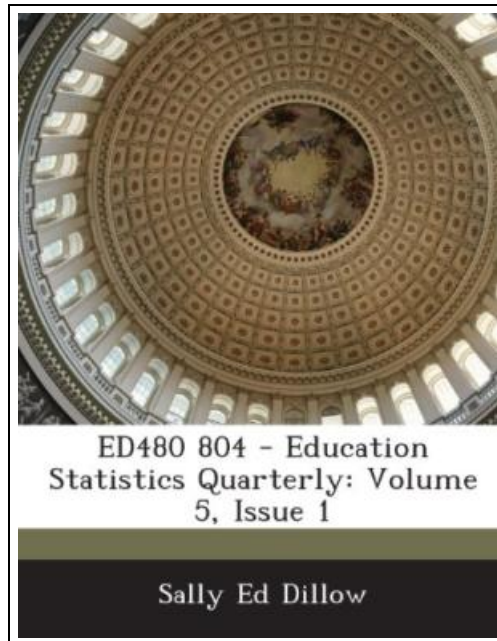 ED480 804 - Education
Statistics Quarterly: Volume
5, Issue 1
Sally Ed Dillow